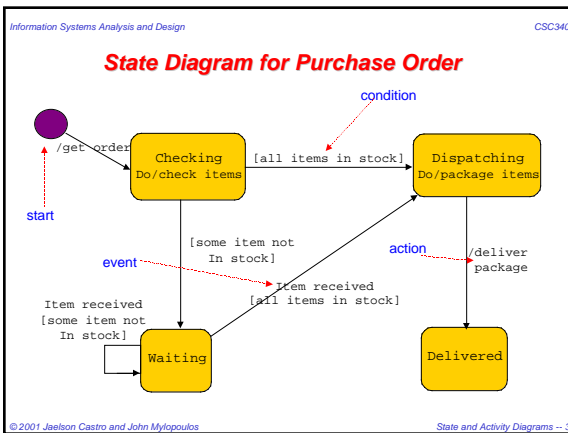 Information Systems Analysis and Design
CSC340
State Diagram for Purchase Order
condition
/get order
Checking
Do/check items
[all items in stock]
Dispatching
Do/package items
start
[some item not
In stock]
event
action
/deliver
package
Item received
[all items in stock]
Item received
[some item not
In stock]
Waiting
Delivered
© 2001 Jaelson Castro and John Mylopoulos
State and Activity Diagrams -- 3